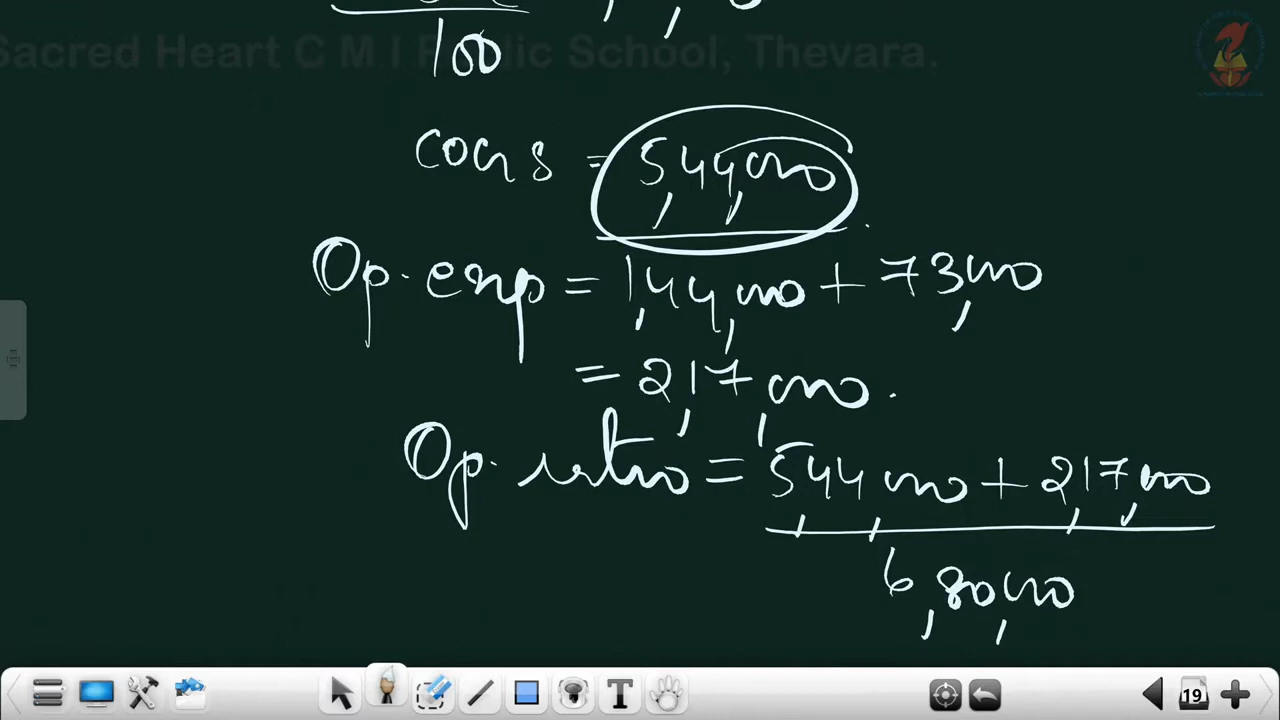 Sacred Heart C M I Public School, Thevara.
100
COGS = 5,44,000
Op. exp = 1,44,000 + 73,000
= 2,17,000.
Op. ratio = 5,44,000 + 2,17,000
6,80,000
19